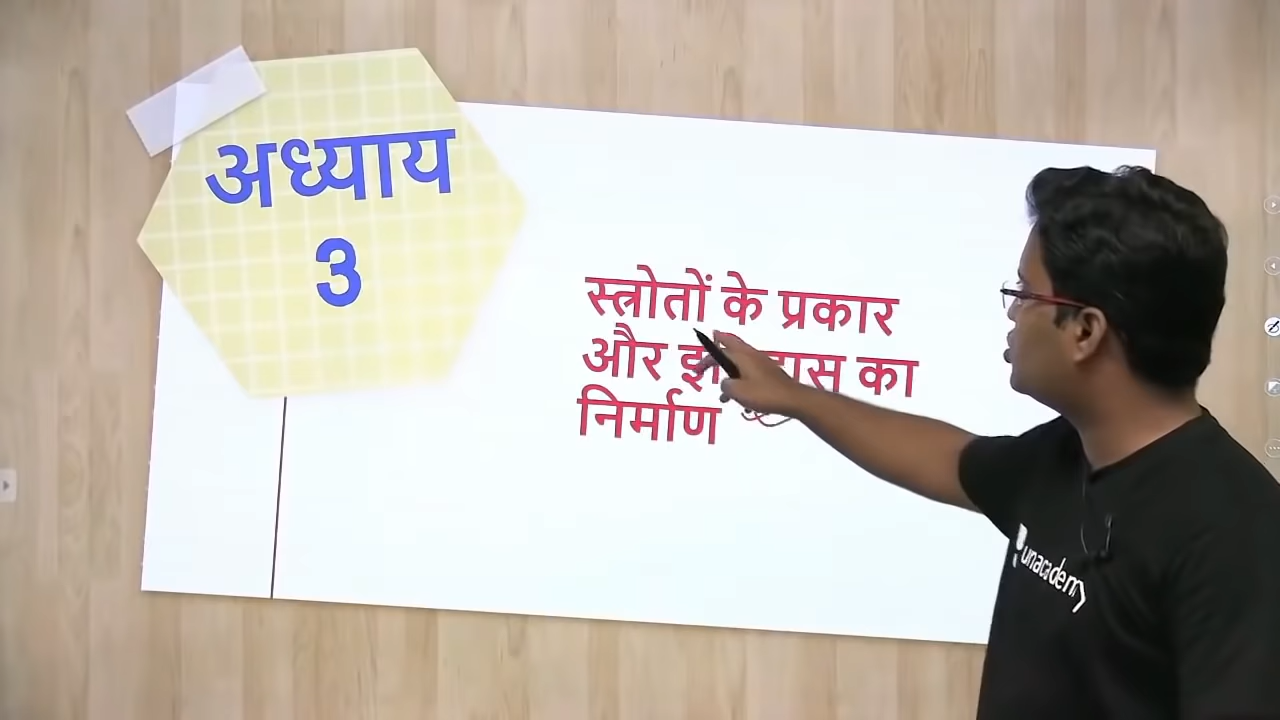 अध्याय
3
स्त्रोतों के प्रकार
और का
निर्माण
unacademy